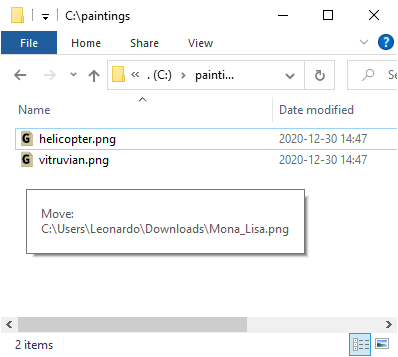 C:\paintings
File Home Share View
« . (C:) painti... Se
Name Date modified
helicopter.png 2020-12-30 14:47
vitruvian.png 2020-12-30 14:47
Move:
C:\Users\Leonardo\Downloads\Mona_Lisa.png
2 items